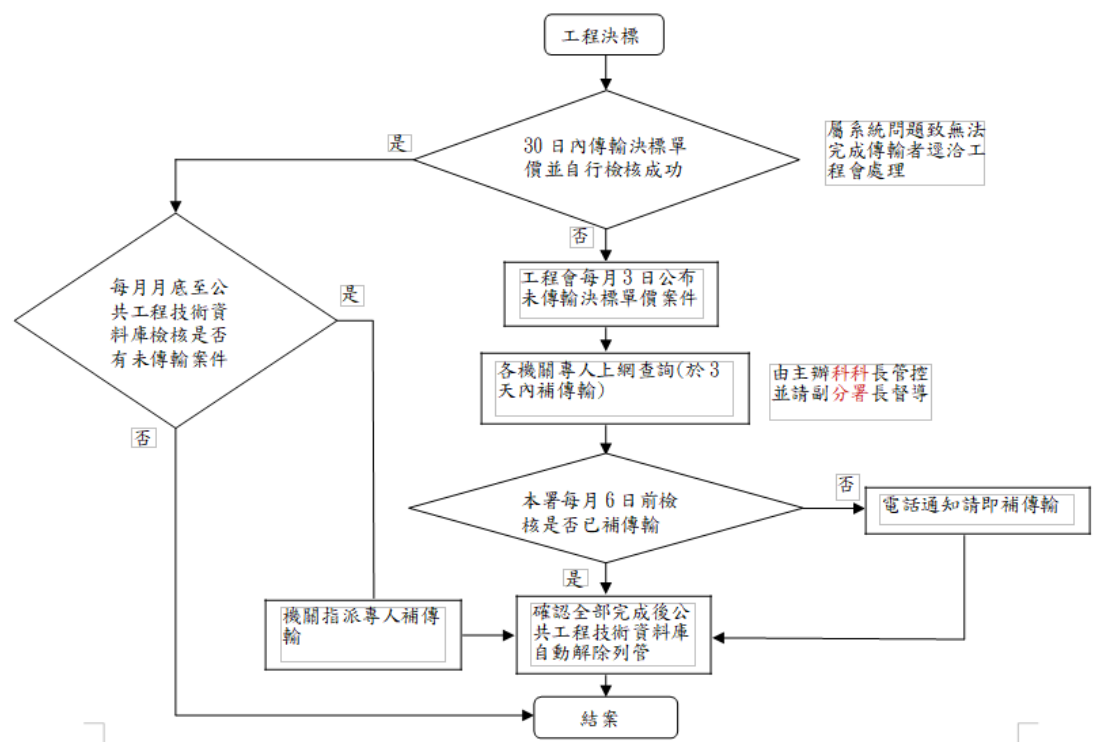 工程決標
是
30 日內傳輸決標單
價並自行檢核成功
屬系統問題致無法
完成傳輸者逕洽工
程會處理
否
每月月底至公
共工程技術資
料庫檢核是否
有未傳輸案件
是
工程會每月 3 日公布
未傳輸決標單價案件
各機關專人上網查詢(於 3
天內補傳輸)
由主辦科科長管控
並請副分署長督導
否
本署每月 6 日前檢
核是否已補傳輸
否
電話通知請即補傳輸
是
機關指派專人補傳
輸
確認全部完成後公
共工程技術資料庫
自動解除列管
結案